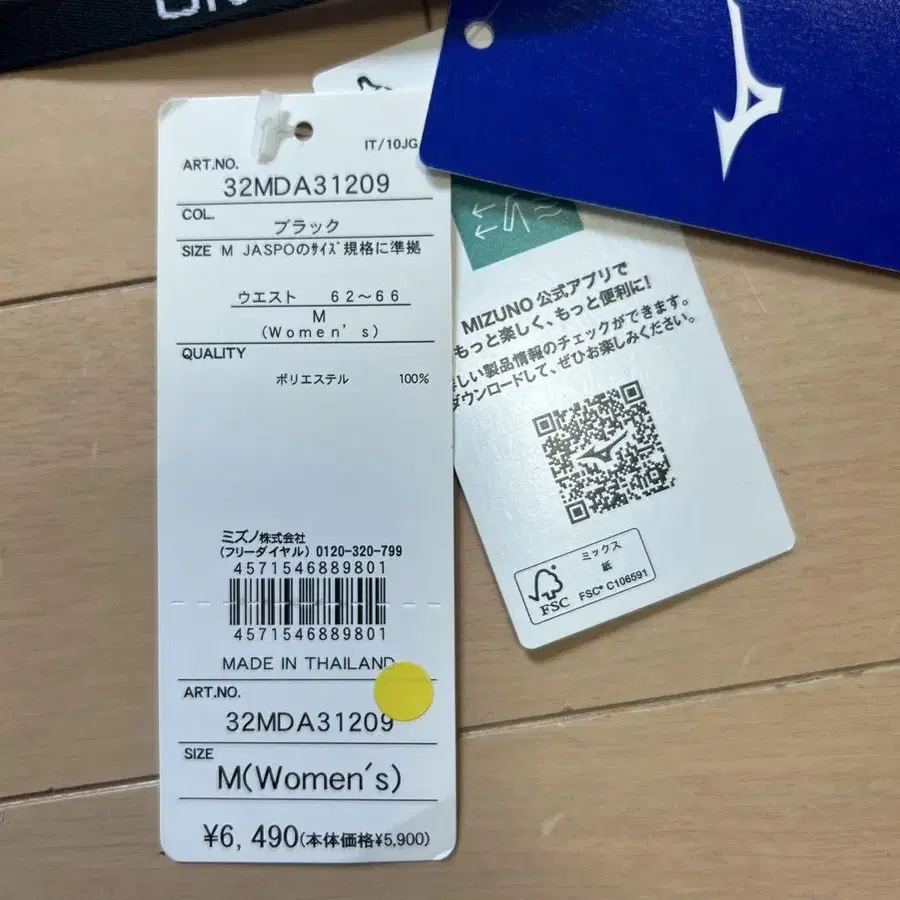 IT/10JG
ART.NO.
32MDA31209
COL.
ブラック
SIZE M JASPOのｻｲｽﾞ規格に準拠
ウエスト 62〜66
M
(Women's)
QUALITY
ポリエステル 100%
ミズノ株式会社
(フリーダイヤル) 0120-320-799
4571546889801
4571546889801
MADE IN THAILAND
ART.NO.
32MDA31209
SIZE
M(Women's)
¥6,490(本体価格¥5,900)
MIZUNO 公式アプリで
もっと楽しく、もっと便利に!
しい製品情報のチェックができます。
ダウンロードして、ぜひお楽しみください。
FSC
ミックス
紙
FSC® C106591